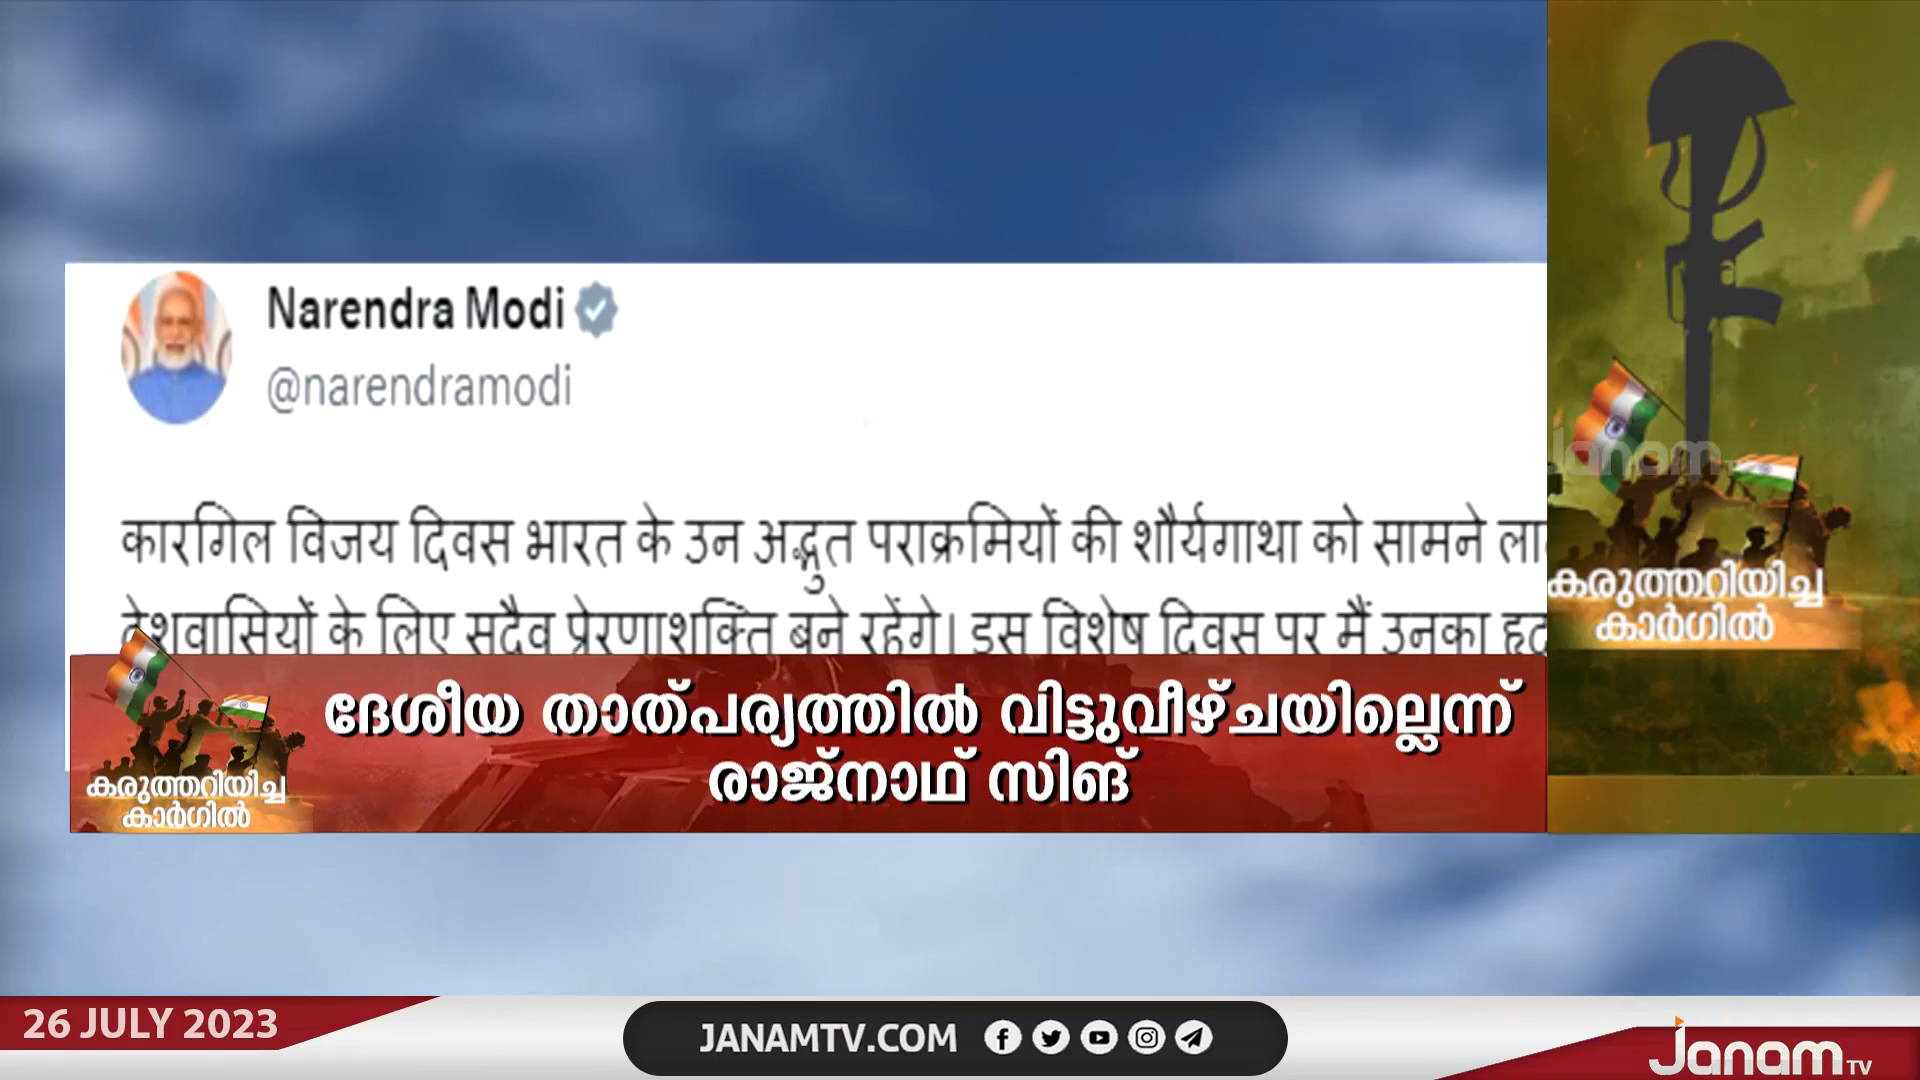 Narendra Modi
@narendramodi
कारगिल विजय दिवस भारत के उन अद्भुत पराक्रमियों की शौर्यगाथा को सामने
देशवासियों के लिए सदैव प्रेरणाशक्ति बने रहेंगे। इस विशेष दिवस पर मैं उनका
ദേശീയ താത്പര്യത്തിൽ വിട്ടുവീഴ്ചയില്ലെന്ന്
രാജ്നാഥ് സിങ്
കരുത്തറിയിച്ച
കാർഗിൽ
Janam
കരുത്തറിയിച്ച
കാർഗിൽ
26 JULY 2023
JANAMTV.COM
Janam TV